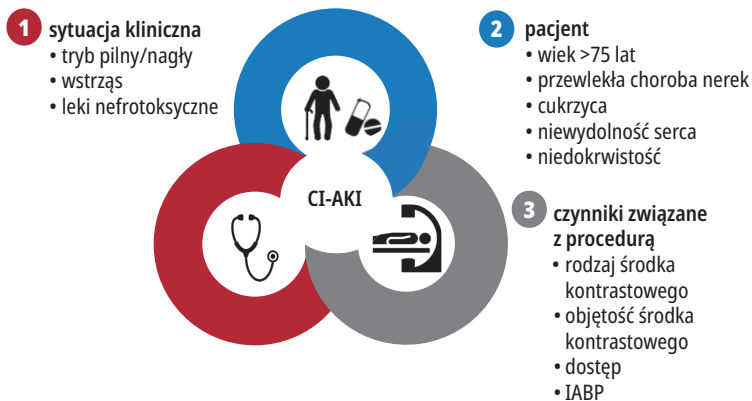 1 sytuacja kliniczna
• tryb pilny/nagły
• wstrząs
• leki nefrotoksyczne
2 pacjent
• wiek >75 lat
• przewlekła choroba nerek
• cukrzyca
• niewydolność serca
• niedokrwistość
CI-AKI
3 czynniki związane
z procedurą
• rodzaj środka
kontrastowego
• objętość środka
kontrastowego
• dostęp
• IABP